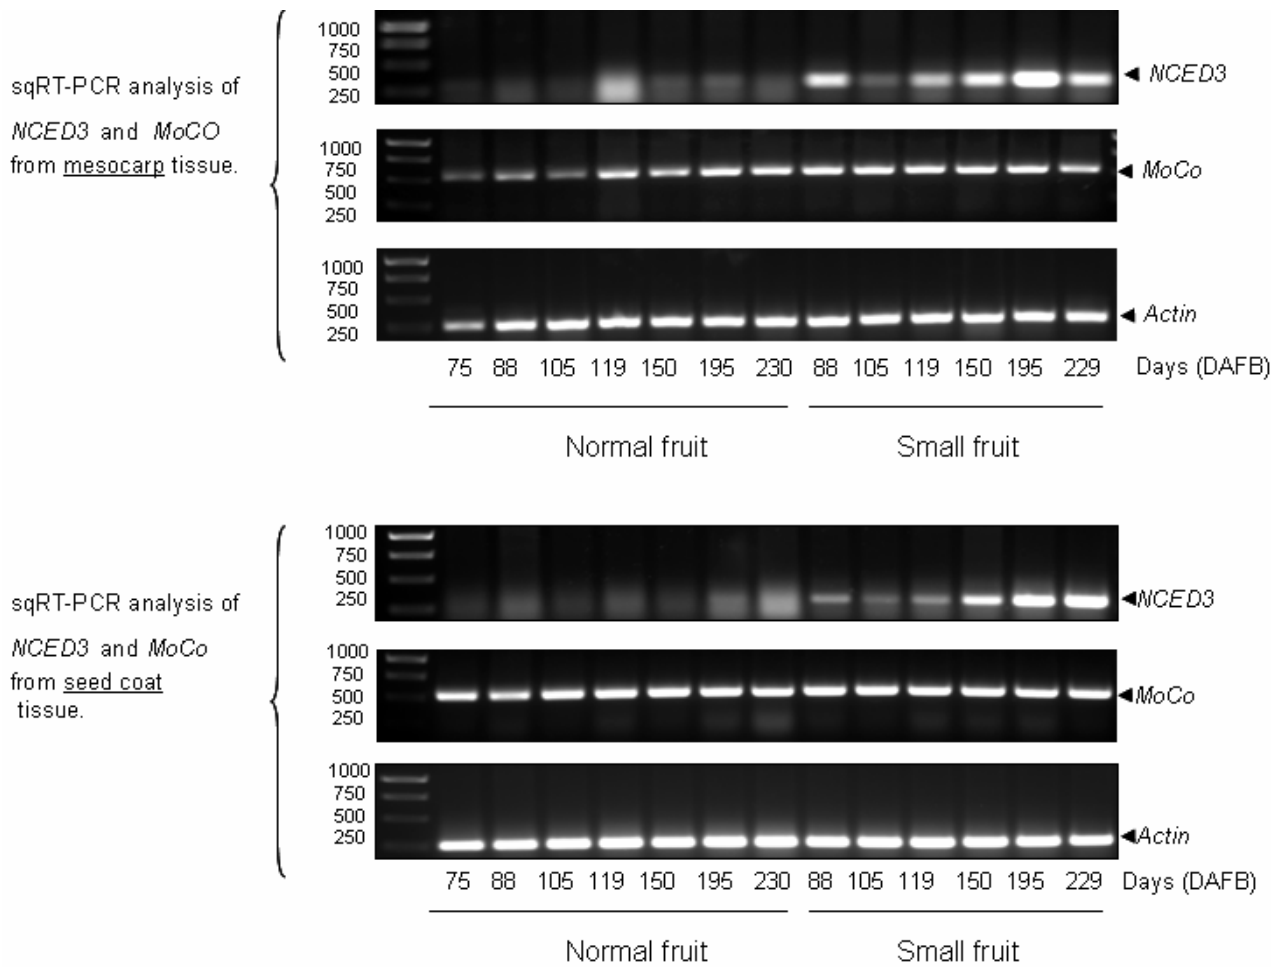 sqRT-PCR analysis of
NCED3 and MoCO
from mesocarp tissue.
1000
750
500
250
NCED3
1000
750
500
250
MoCo
1000
750
500
250
Actin
75 88 105 119 150 195 230 88 105 119 150 195 229 Days (DAFB)
Normal fruit Small fruit
sqRT-PCR analysis of
NCED3 and MoCo
from seed coat
tissue.
1000
750
500
250
NCED3
1000
750
500
250
MoCo
1000
750
500
250
Actin
75 88 105 119 150 195 230 88 105 119 150 195 229 Days (DAFB)
Normal fruit Small fruit